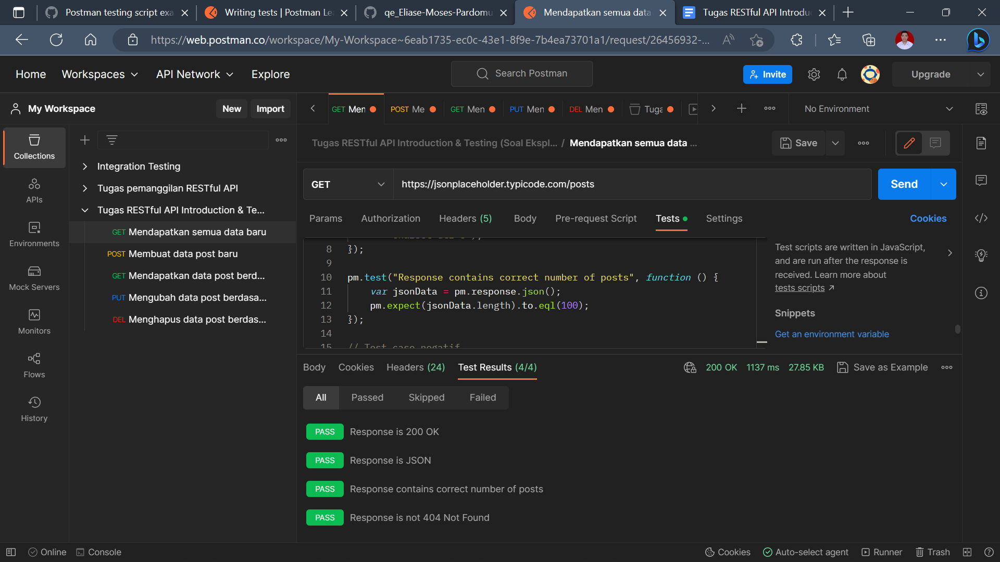 Postman testing script exa
Writing tests | Postman Le
qe_Eliase-Moses-Pardomu
Mendapatkan semua data
Tugas RESTful API Introdu
https://web.postman.co/workspace/My-Workspace~6eab1735-ec0c-43e1-8f9e-7b4ea73701a1/request/26456932-...
Home Workspaces API Network Explore
Search Postman
Invite
Upgrade
My Workspace
New Import
GET Men
POST Me
GET Men
PUT Men
DEL Men
Tuga
No Environment
Collections
APIs
Environments
Mock Servers
Monitors
Flows
History
Integration Testing
Tugas pemanggilan RESTful API
Tugas RESTful API Introduction & Te...
GET Mendapatkan semua data baru
POST Membuat data post baru
GET Mendapatkan data post berd...
PUT Mengubah data post berdasa...
DEL Menghapus data post berdas...
Tugas RESTful API Introduction & Testing (Soal Ekspl... / Mendapatkan semua data ...
Save
GET https://jsonplaceholder.typicode.com/posts
Send
Params Authorization Headers (5) Body Pre-request Script Tests Settings
Cookies
8 });
9
10 pm.test("Response contains correct number of posts", function () {
11 var jsonData = pm.response.json();
12 pm.expect(jsonData.length).to.eql(100);
13 });
14
15 // Test case negatif
Test scripts are written in JavaScript,
and are run after the response is
received. Learn more about
tests scripts ↗
Snippets
Get an environment variable
Body Cookies Headers (24) Test Results (4/4)
200 OK 1137 ms 27.85 KB Save as Example
All Passed Skipped Failed
PASS Response is 200 OK
PASS Response is JSON
PASS Response contains correct number of posts
PASS Response is not 404 Not Found
Online Console
Cookies Auto-select agent Runner Trash